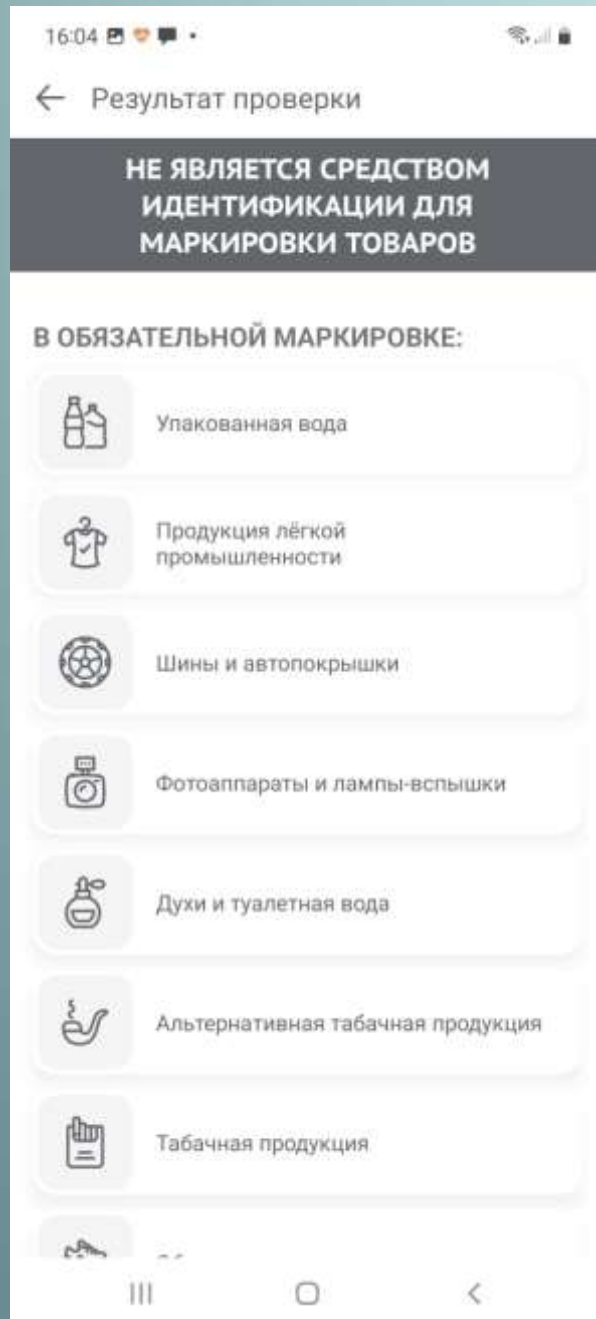 16:04
Результат проверки
НЕ ЯВЛЯЕТСЯ СРЕДСТВОМ
ИДЕНТИФИКАЦИИ ДЛЯ
МАРКИРОВКИ ТОВАРОВ
В ОБЯЗАТЕЛЬНОЙ МАРКИРОВКЕ:
Упакованная вода
Продукция лёгкой
промышленности
Шины и автопокрышки
Фотоаппараты и лампы-вспышки
Духи и туалетная вода
Альтернативная табачная продукция
Табачная продукция